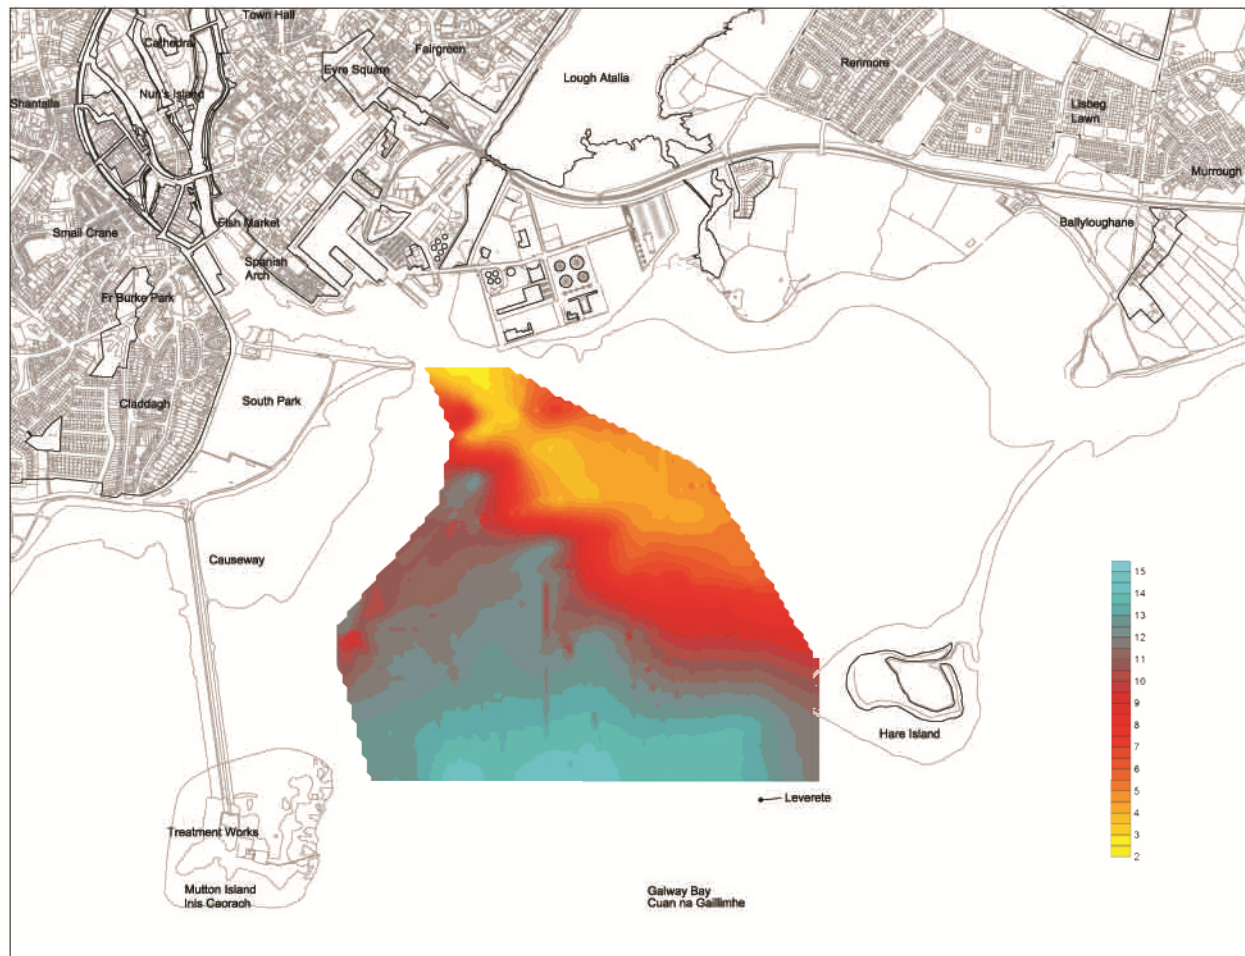 Town Hall
Cathedral
Fairgreen
Eyre Square
Lough Atalia
Renmore
Nun's Island
Shantalla
Lisbeg
Lawn
Murrough
Fish Market
Small Crane
Ballyloughane
Spanish
Arch
Fr Burke Park
Claddagh
South Park
Causeway
15
14
13
12
11
10
9
8
7
6
5
4
3
2
Hare Island
Leverete
Treatment Works
Mutton Island
Inis Caorach
Galway Bay
Cuan na Gaillimhe